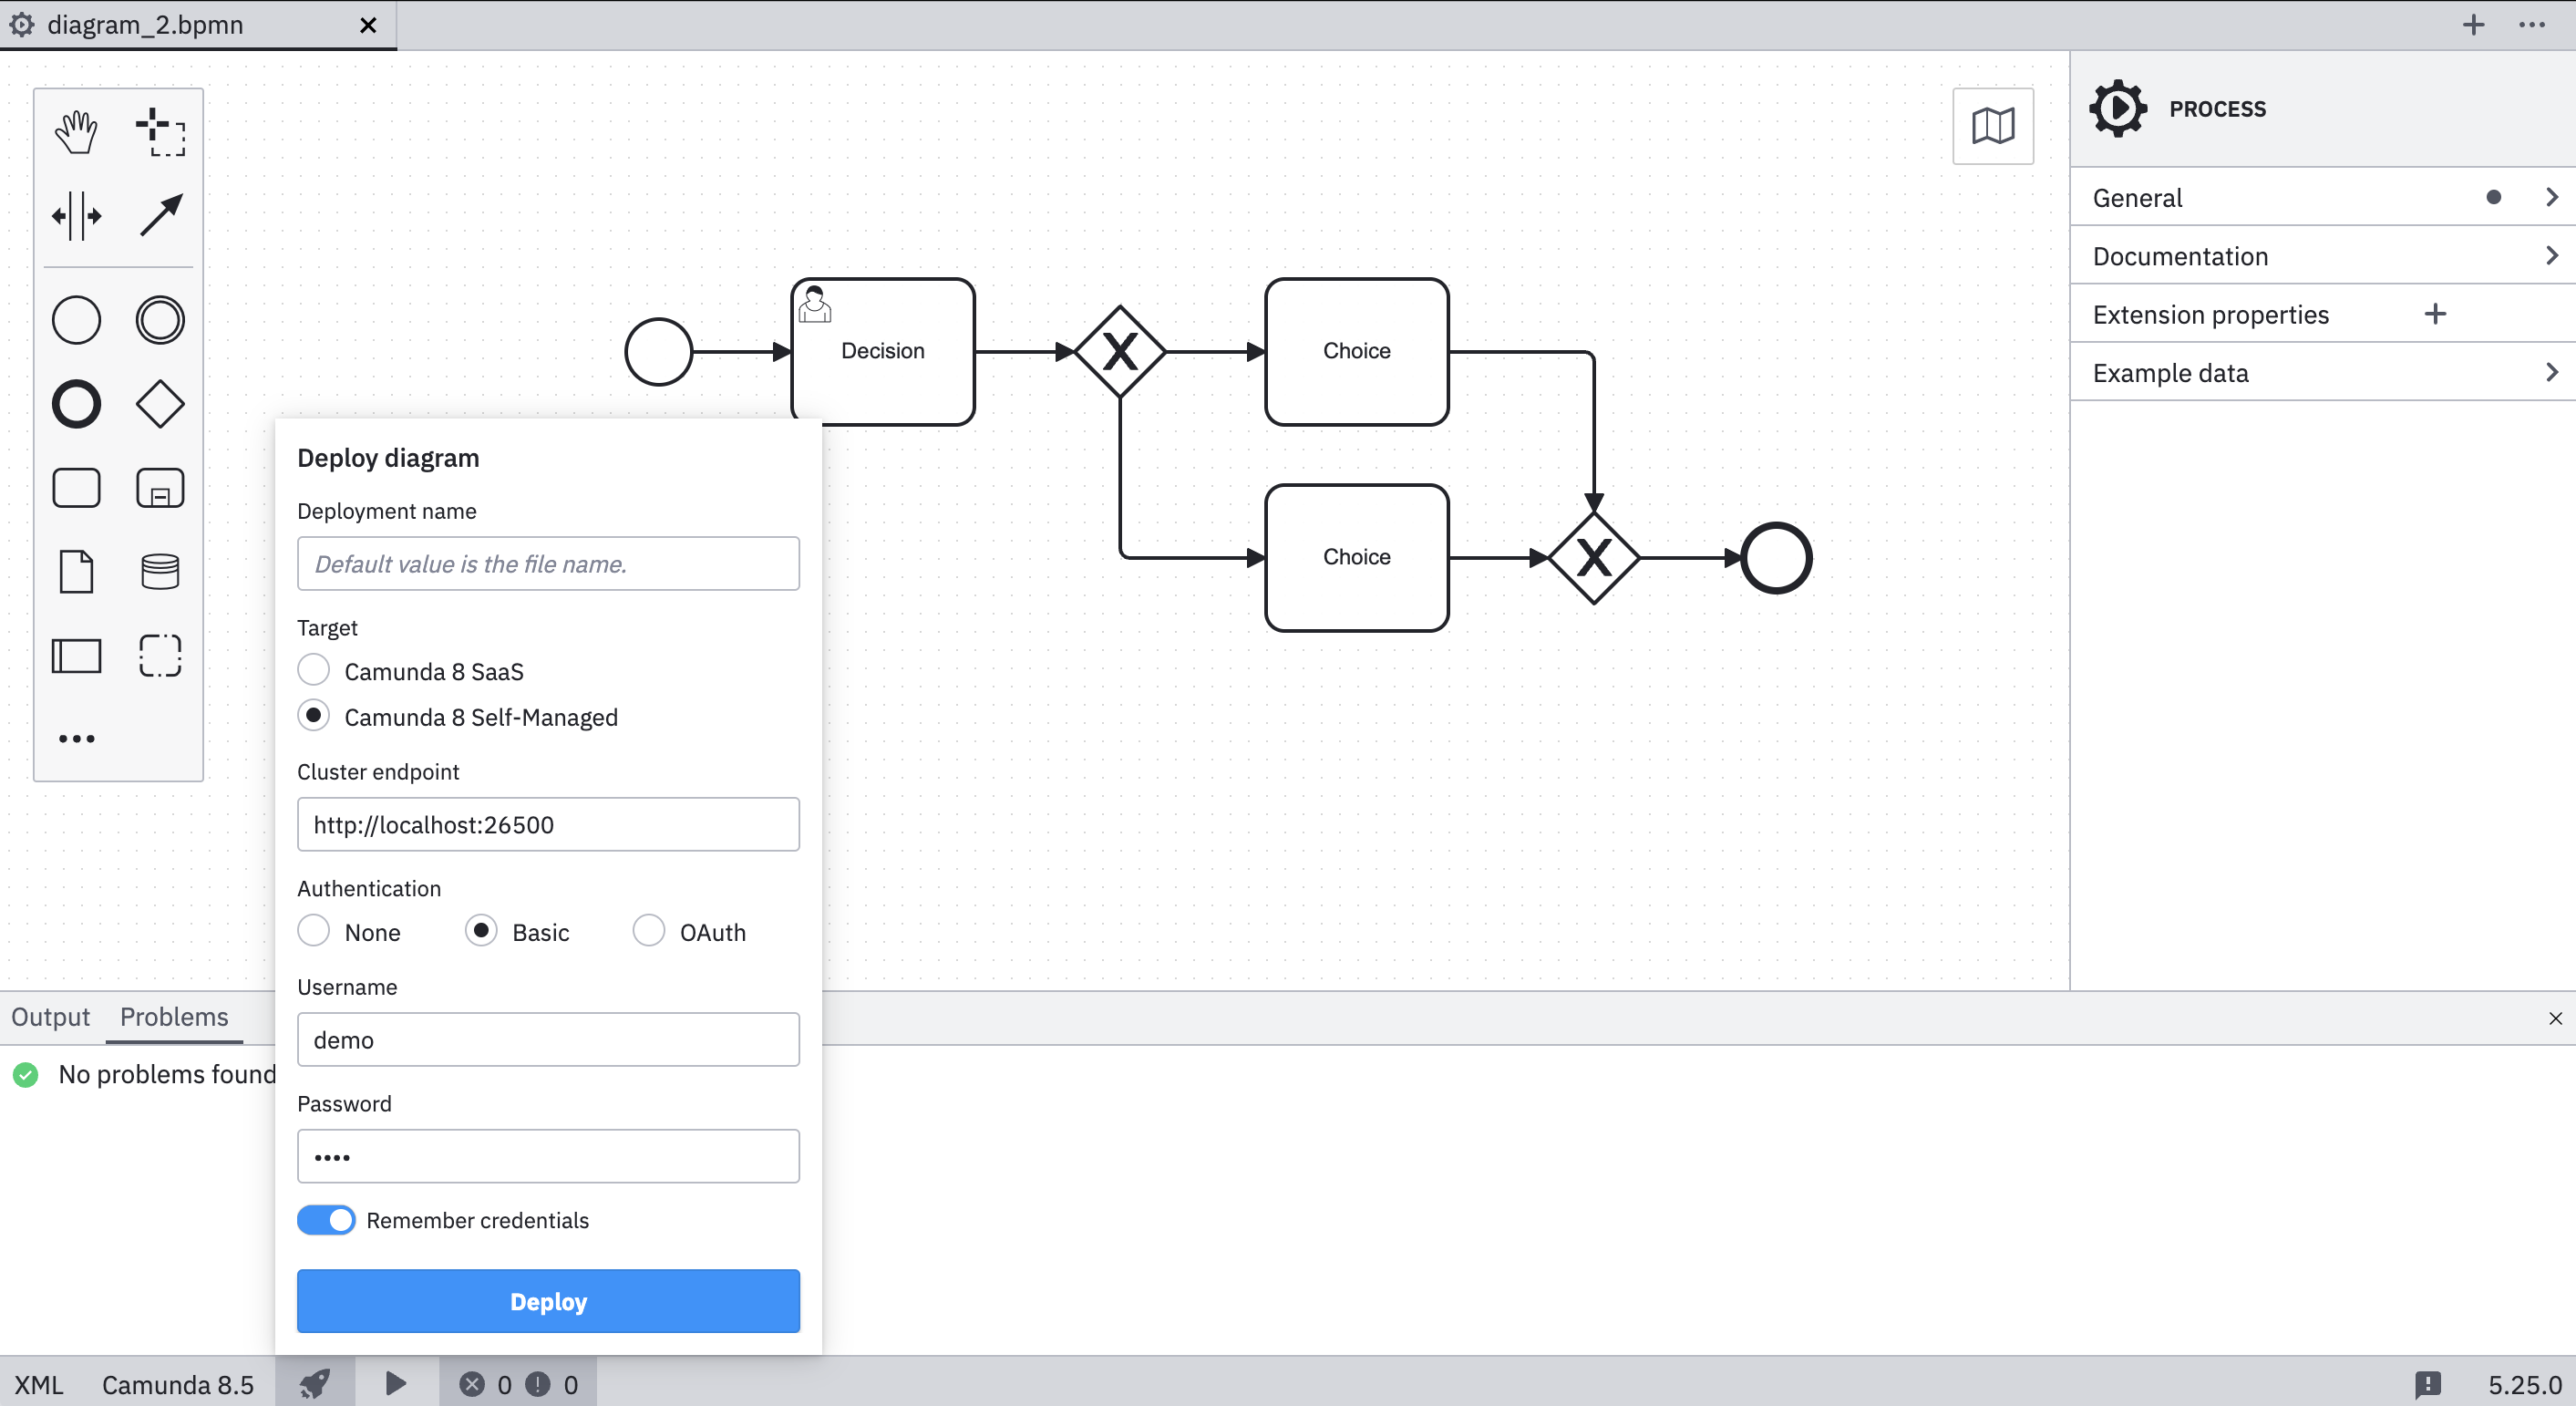 diagram_2.bpmn
PROCESS
General
Documentation
Extension properties
Example data
Decision
Choice
Choice
Deploy diagram
Deployment name
Default value is the file name.
Target
Camunda 8 SaaS
Camunda 8 Self-Managed
Cluster endpoint
http://localhost:26500
Authentication
None Basic OAuth
Username
demo
Password
••••
Remember credentials
Deploy
Output Problems
No problems found
XML Camunda 8.5 0 0 5.25.0